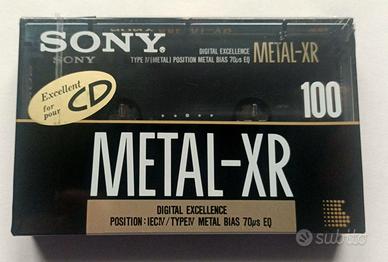 SONY®
SONY
DIGITAL EXCELLENCE
METAL-XR
TYPE IV(METAL) POSITION METAL BIAS 70μs EQ
Excellent
for
pour
CD
100
METAL-XR
DIGITAL EXCELLENCE
POSITION:IECIV/TYPEIV METAL BIAS 70μs EQ
subito